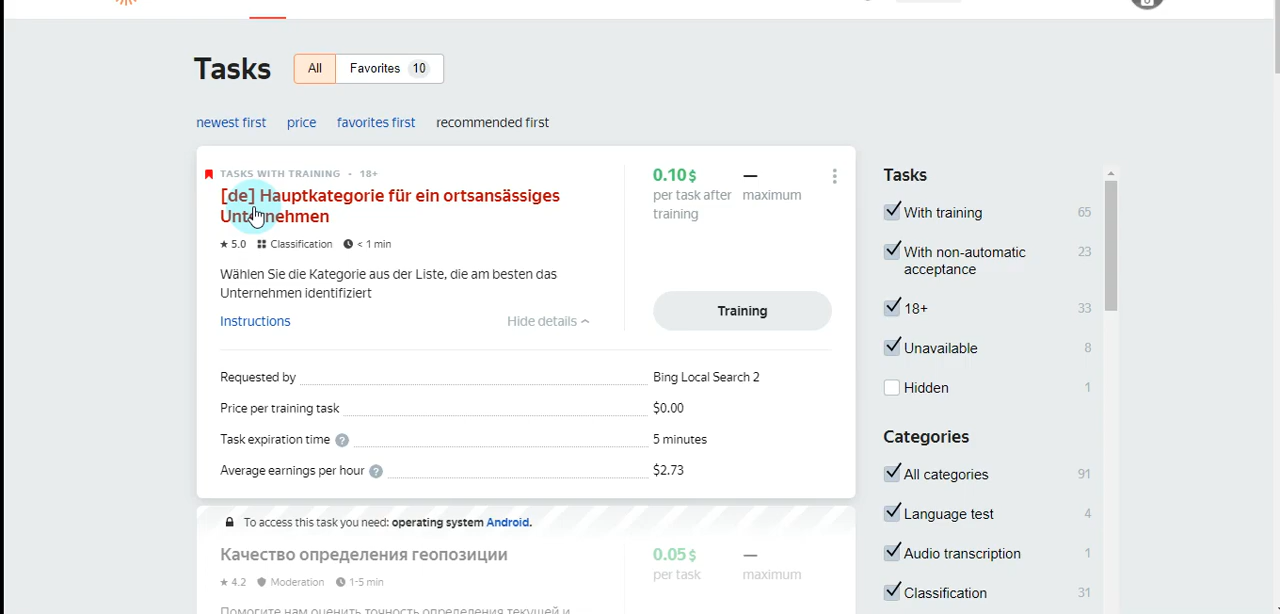 Tasks
All
Favorites 10
newest first price favorites first recommended first
TASKS WITH TRAINING • 18+
[de] Hauptkategorie für ein ortsansässiges
Unternehmen
5.0 Classification < 1 min
Wählen Sie die Kategorie aus der Liste, die am besten das
Unternehmen identifiziert
Instructions
Hide details
0.10$
per task after
training
—
maximum
Training
Requested by Bing Local Search 2
Price per training task $0.00
Task expiration time ? 5 minutes
Average earnings per hour ? $2.73
To access this task you need: operating system Android.
Качество определения геопозиции
4.2 Moderation 1-5 min
Помогите нам оценить точность определения текущей и
0.05$
per task
—
maximum
Tasks
With training 65
With non-automatic
acceptance
23
18+ 33
Unavailable 8
Hidden 1
Categories
All categories 91
Language test 4
Audio transcription 1
Classification 31